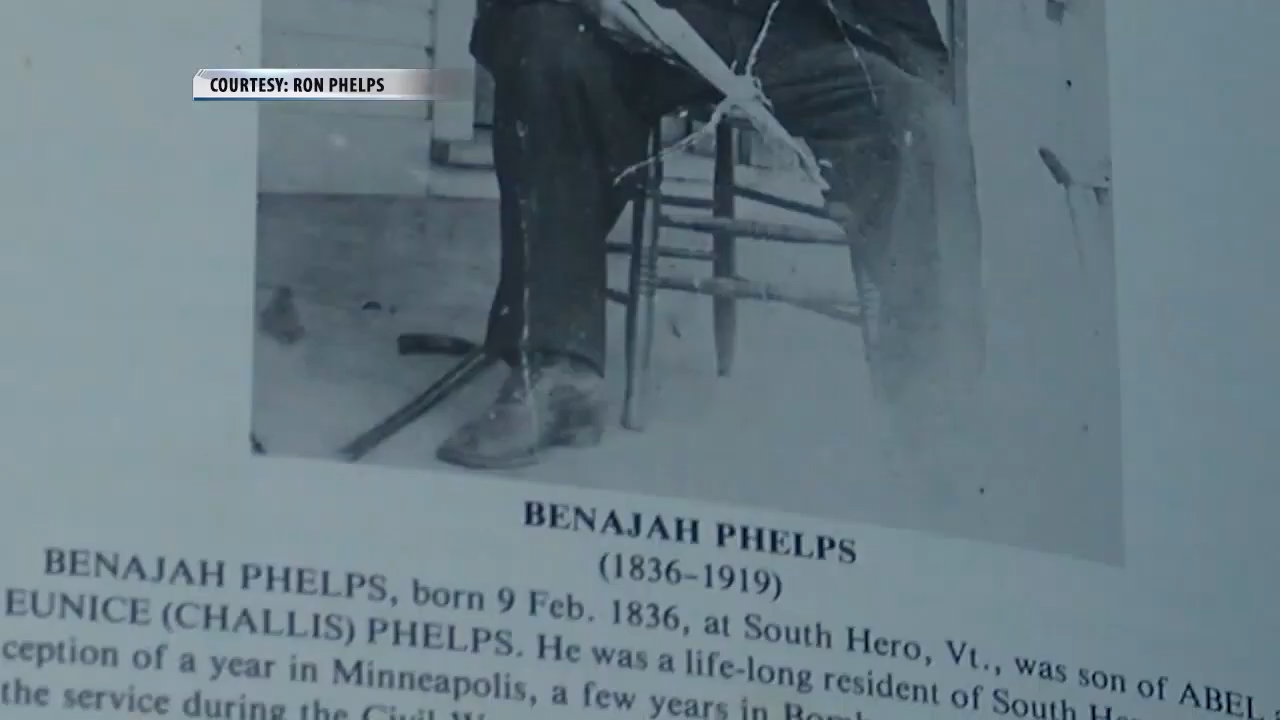 COURTESY: RON PHELPS
BENAJAH PHELPS
(1836–1919)
BENAJAH PHELPS, born 9 Feb. 1836, at South Hero, Vt., was son of ABEL
EUNICE (CHALLIS) PHELPS. He was a life-long resident of South
ception of a year in Minneapolis, a few years in
the service during the Civil